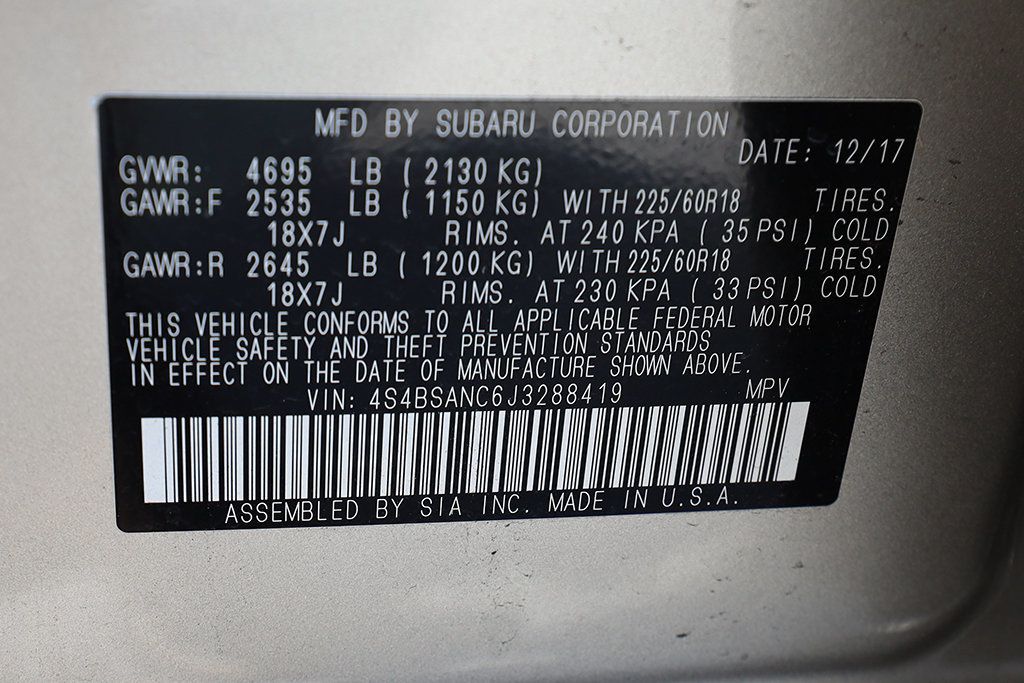 MFD BY SUBARU CORPORATION
DATE: 12/17
GVWR: 4695 LB ( 2130 KG)
GAWR:F 2535 LB ( 1150 KG) WITH 225/60R18 TIRES.
18X7J RIMS. AT 240 KPA ( 35 PSI) COLD
GAWR:R 2645 LB ( 1200 KG) WITH 225/60R18 TIRES.
18X7J RIMS. AT 230 KPA ( 33 PSI) COLD
THIS VEHICLE CONFORMS TO ALL APPLICABLE FEDERAL MOTOR
VEHICLE SAFETY AND THEFT PREVENTION STANDARDS
IN EFFECT ON THE DATE OF MANUFACTURE SHOWN ABOVE.
VIN: 4S4BSANC6J3288419 MPV
ASSEMBLED BY SIA INC. MADE IN U.S.A.